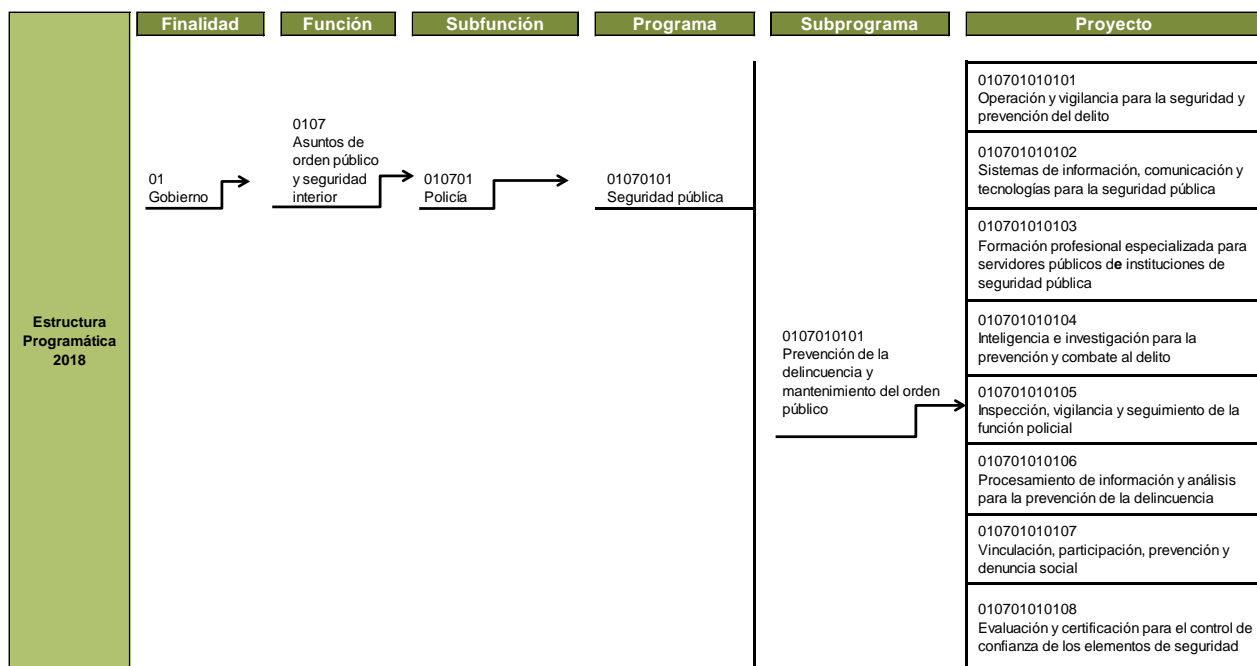 Finalidad
Función
Subfunción
Programa
Subprograma
Proyecto
Estructura
Programática
2018
01
Gobierno
0107
Asuntos de
orden público
y seguridad
interior
010701
Policía
01070101
Seguridad pública
0107010101
Prevención de la
delincuencia y
mantenimiento del orden
público
010701010101
Operación y vigilancia para la seguridad y
prevención del delito
010701010102
Sistemas de información, comunicación y
tecnologías para la seguridad pública
010701010103
Formación profesional especializada para
servidores públicos de instituciones de
seguridad pública
010701010104
Inteligencia e investigación para la
prevención y combate al delito
010701010105
Inspección, vigilancia y seguimiento de la
función policial
010701010106
Procesamiento de información y análisis
para la prevención de la delincuencia
010701010107
Vinculación, participación, prevención y
denuncia social
010701010108
Evaluación y certificación para el control de
confianza de los elementos de seguridad